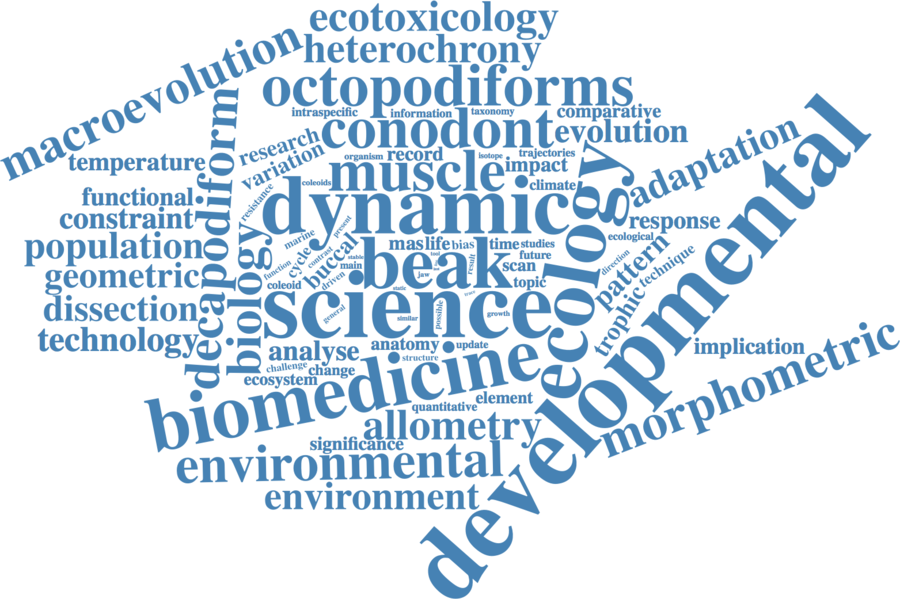 ecotoxicology
macroevolution
heterochrony
octopodiforms
intraspecific
information
taxonomy
comparative
conodont
evolution
research
variation
organism
record
isotope
trajectories
temperature
muscle
impact
climate
adaptation
decapodiform
resistance
coleoids
functional
constraint
dynamic
ecology
response
ecological
population
biology
marine
present
mas
life
bias
time
studies
future
developmental
geometric
function
cycle
contrast
buccal
stable
main
driven
beak
jaw
result
scan
topic
direction
pattern
technique
trophic
coleoid
static
dissection
science
general
similar
possible
growth
technology
analyse
anatomy
update
structure
challenge
change
ecosystem
implication
biomedicine
element
quantitative
morphometric
allometry
significance
environmental
environment